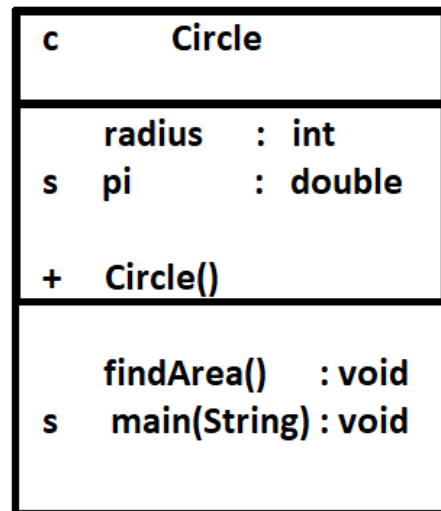 c Circle
radius : int
s pi : double
+ Circle()
findArea() : void
s main(String) : void